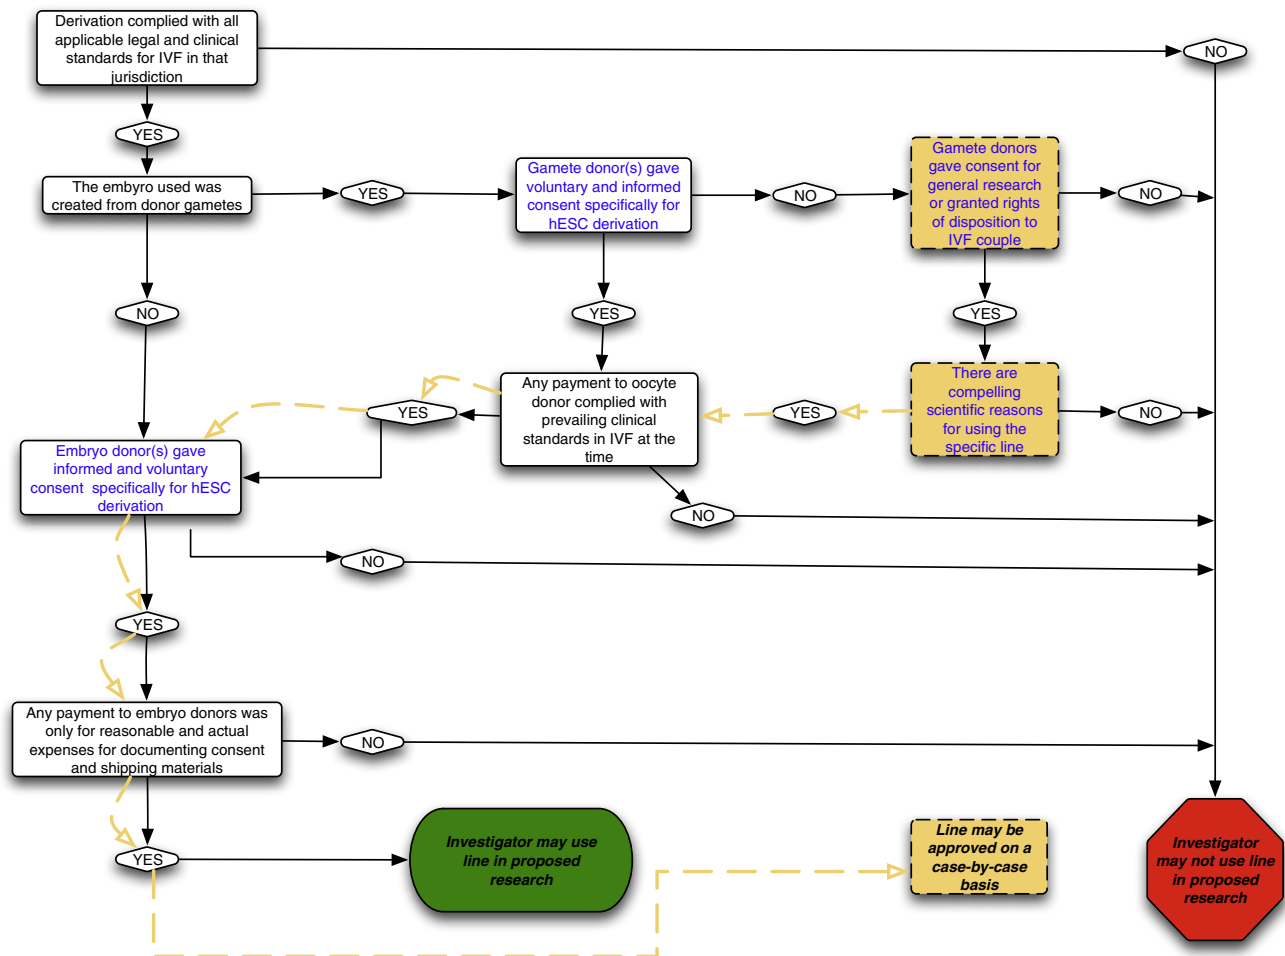 Derivation complied with all
applicable legal and clinical
standards for IVF in that
jurisdiction
NO
YES
The embyro used was
created from donor gametes
YES
Gamete donor(s) gave
voluntary and informed
consent specifically for
hESC derivation
NO
Gamete donors
gave consent for
general research
or granted rights
of disposition to
IVF couple
NO
NO
YES
YES
Any payment to oocyte
donor complied with
prevailing clinical
standards in IVF at the
time
YES
YES
There are
compelling
scientific reasons
for using the
specific line
NO
Embryo donor(s) gave
informed and voluntary
consent specifically for hESC
derivation
NO
NO
YES
Any payment to embryo donors was
only for reasonable and actual
expenses for documenting consent
and shipping materials
NO
YES
Investigator may use
line in proposed
research
Line may be
approved on a
case-by-case
basis
Investigator
may not use line
in proposed
research